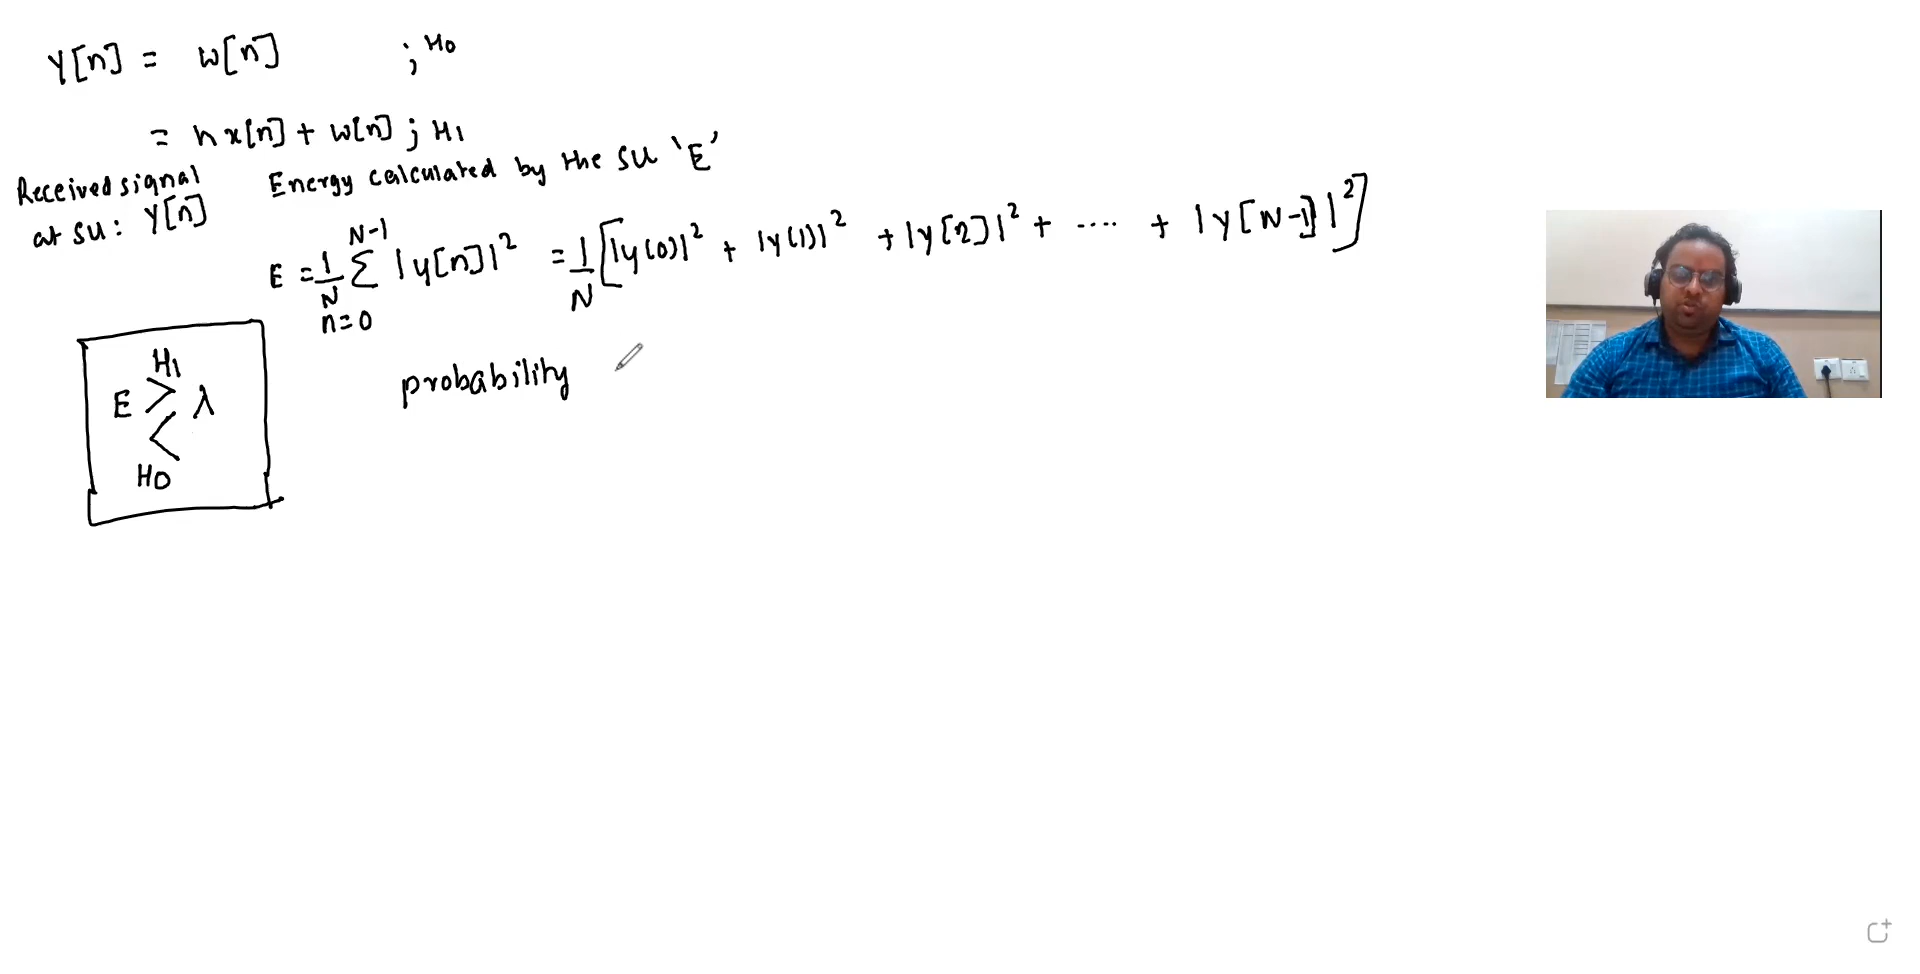 Y[n] = w[n] ; H0
= h x[n] + w[n] ; H1
Received signal
at SU : Y[n]
Energy calculated by the SU 'E'
E = 1/N N-1 Σ n=0 |y[n]|² = 1/N [|y(0)|² + |y(1)|² + |y[2]|² + .... + |y[N-1]|²]
H1
E > λ
<
H0
probability